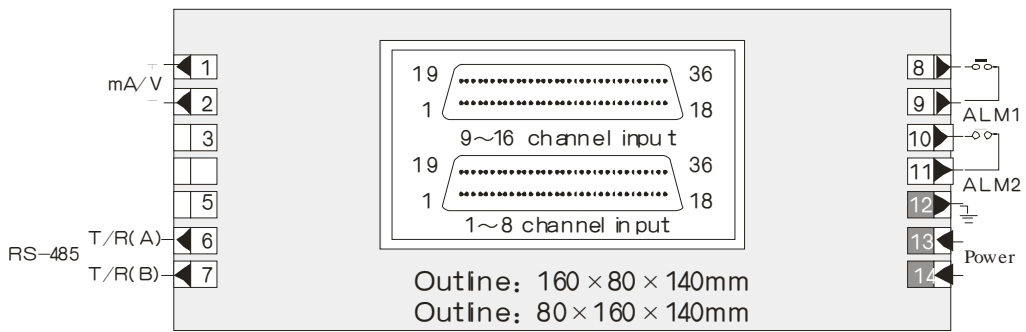 mA/V
1
2
3
5
RS-485
T/R(A)
6
T/R(B)
7
19
36
1
18
9～16 channel input
19
36
1
18
1～8 channel input
Outline: 160×80×140mm
Outline: 80×160×140mm
8
9
ALM1
10
11
ALM2
12
13
Power
14